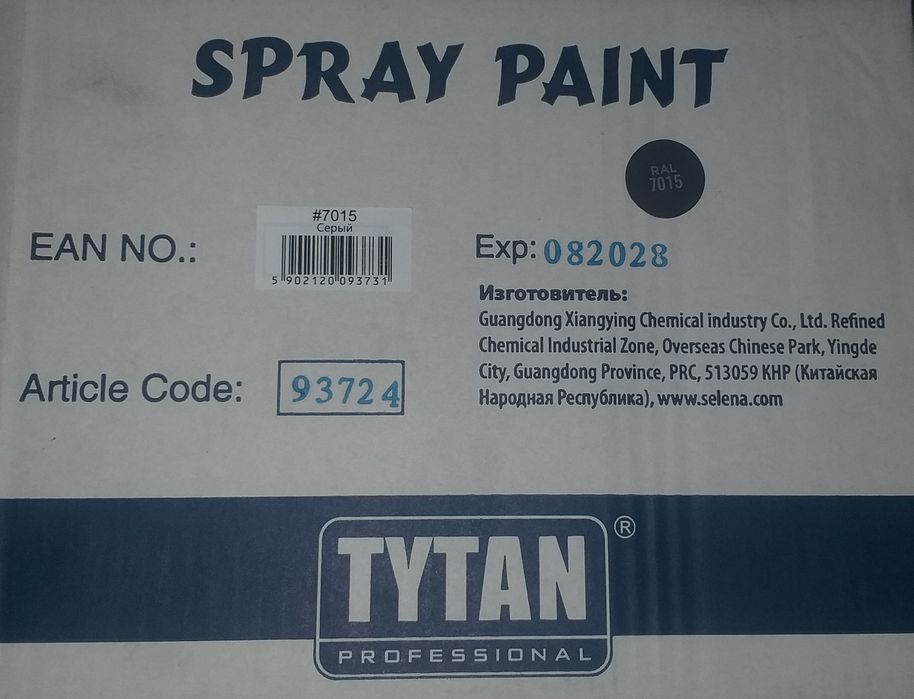 SPRAY PAINT
RAL
7015
#7015
Серый
5 902120 093731
EAN NO.:
Exp: 082028
Изготовитель:
Guangdong Xiangying Chemical industry Co., Ltd. Refined
Chemical Industrial Zone, Overseas Chinese Park, Yingde
City, Guangdong Province, PRC, 513059 КНР (Китайская
Народная Республика), www.selena.com
Article Code: 93724
TYTAN ®
PROFESSIONAL